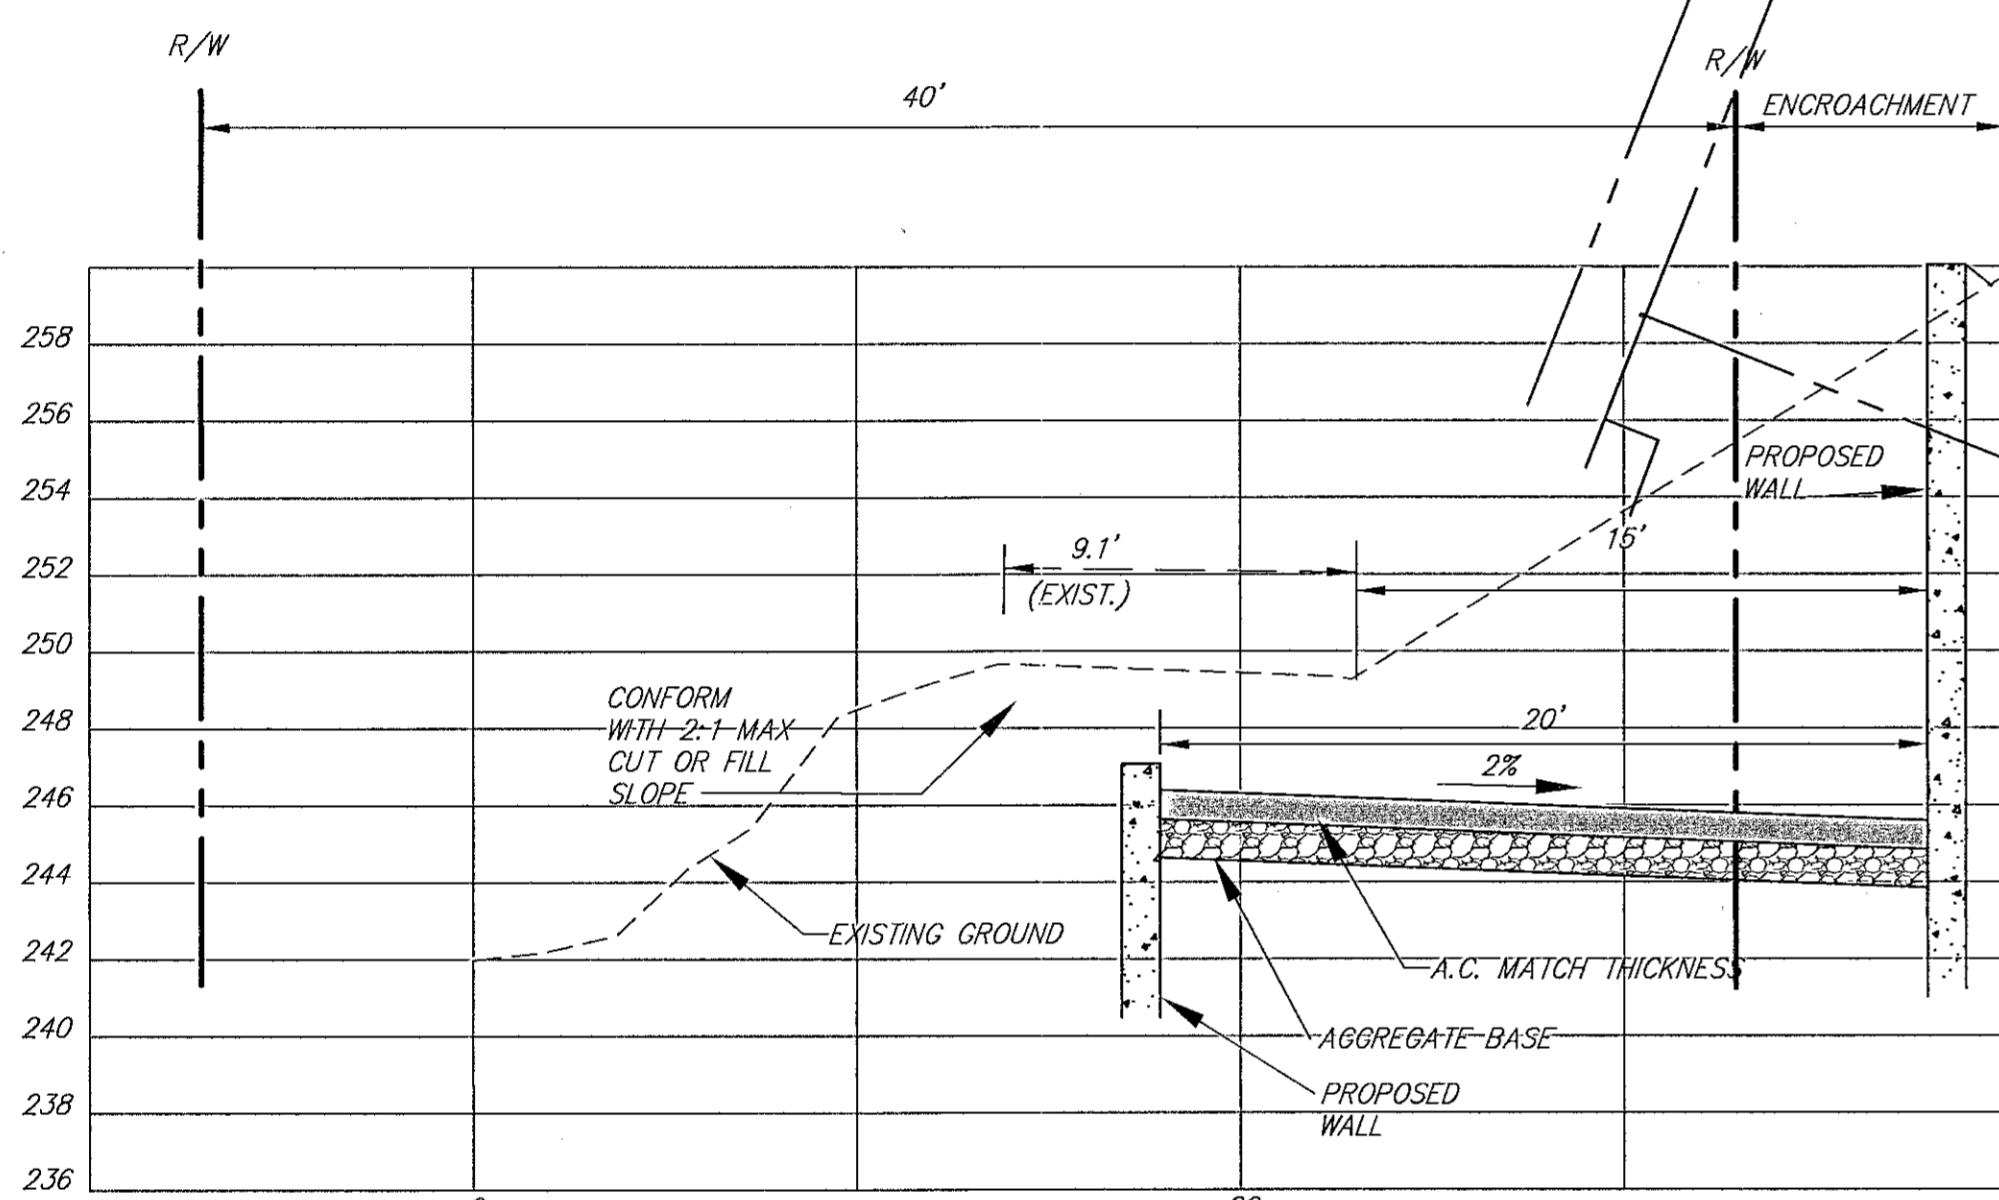 R/W
R/W
40'
ENCROACHMENT
258
256
PROPOSED
WALL
254
15'
9.1'
252
(EXIST.)
250
CONFORM
WITH 2:1 MAX
CUT OR FILL
SLOPE
248
20'
2%
246
244
EXISTING GROUND
242
A.C. MATCH THICKNESS
240
AGGREGATE BASE
PROPOSED
WALL
238
236